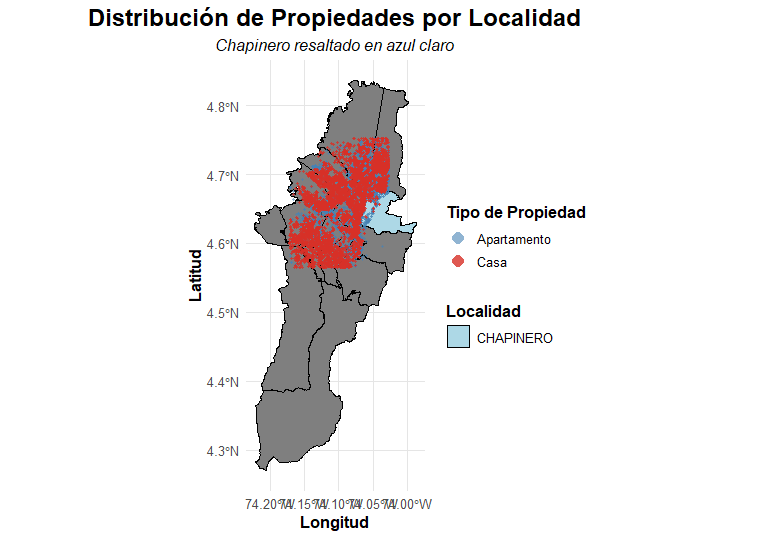 Distribución de Propiedades por Localidad
Chapinero resaltado en azul claro
4.8°N
4.7°N
4.6°N
4.5°N
4.4°N
4.3°N
Latitud
74.20°W 74.15°W 74.10°W 74.05°W 74.00°W
Longitud
Tipo de Propiedad
Apartamento
Casa
Localidad
CHAPINERO